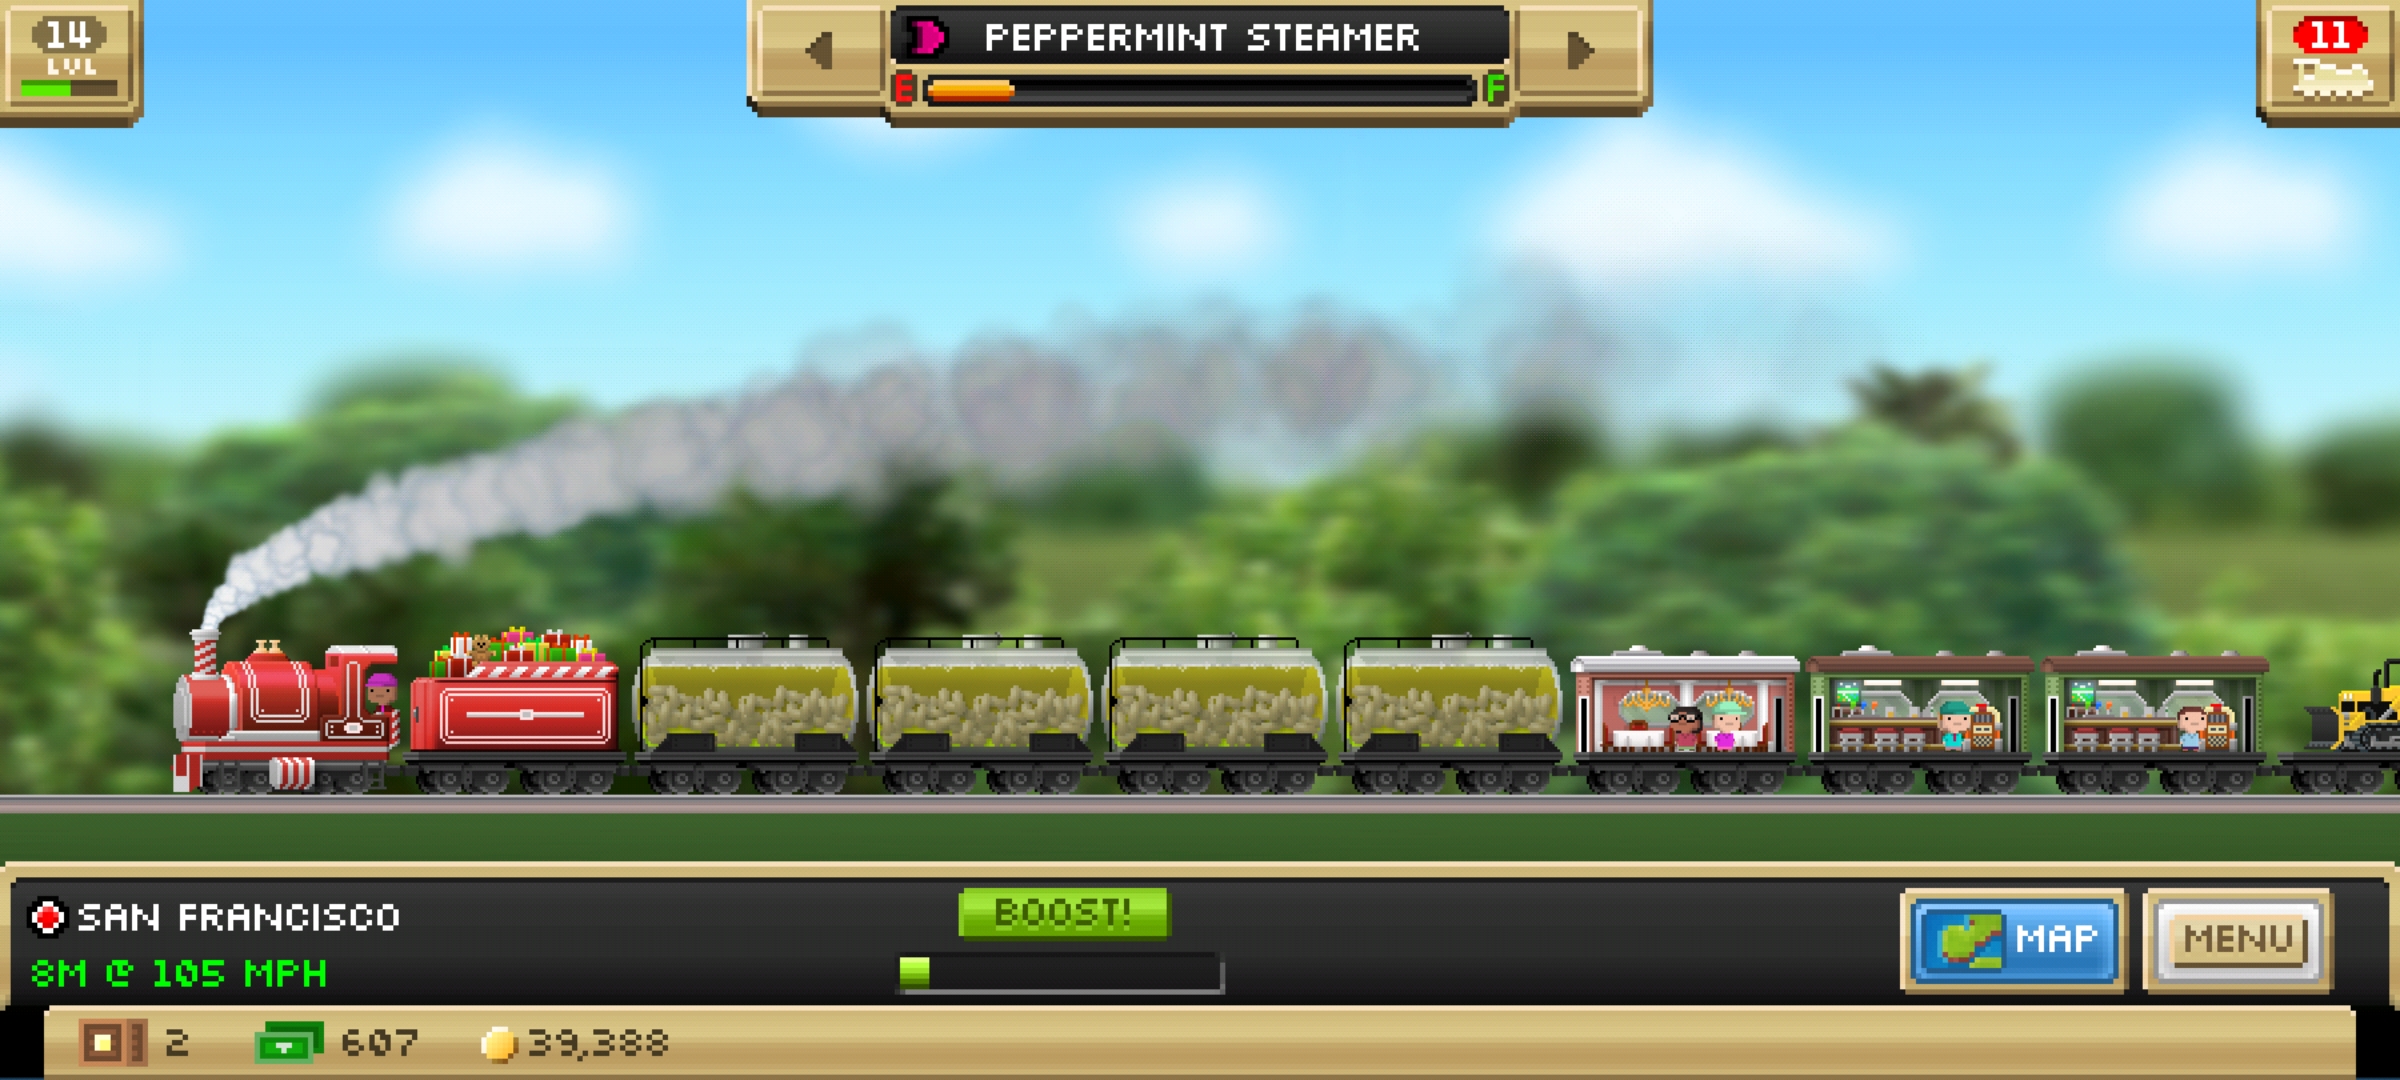 14
LVL
PEPPERMINT STEAMER
E F
11
SAN FRANCISCO
8M @ 105 MPH
BOOST!
MAP
MENU
2
607
39,388